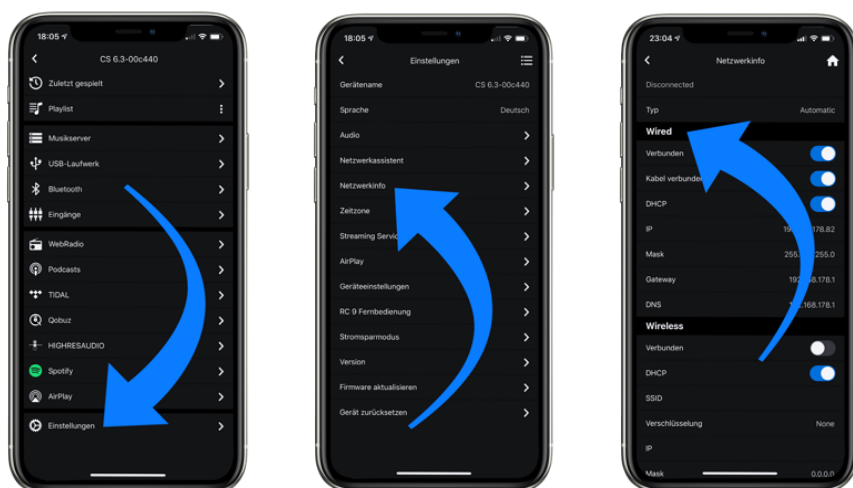 18:05
CS 6.3-00c440
Zuletzt gespielt
Playlist
Musikserver
USB-Laufwerk
Bluetooth
Eingänge
WebRadio
Podcasts
TIDAL
Qobuz
HIGHRESAUDIO
Spotify
AirPlay
Einstellungen
18:05
Einstellungen
Gerätename CS 6.3-00c440
Sprache Deutsch
Audio
Netzwerkassistent
Netzwerkinfo
Zeitzone
Streaming
AirPlay
Geräteeinstellungen
RC 9 Fernbedienung
Stromsparmodus
Version
Firmware aktualisieren
Gerät zurücksetzen
23:04
Netzwerkinfo
Disconnected
Typ Automatic
Wired
Verbunden
Kabel verbunden
DHCP
IP
Mask
Gateway
DNS
Wireless
Verbunden
DHCP
SSID
Verschlüsselung None
IP
Mask 0.0.0.0